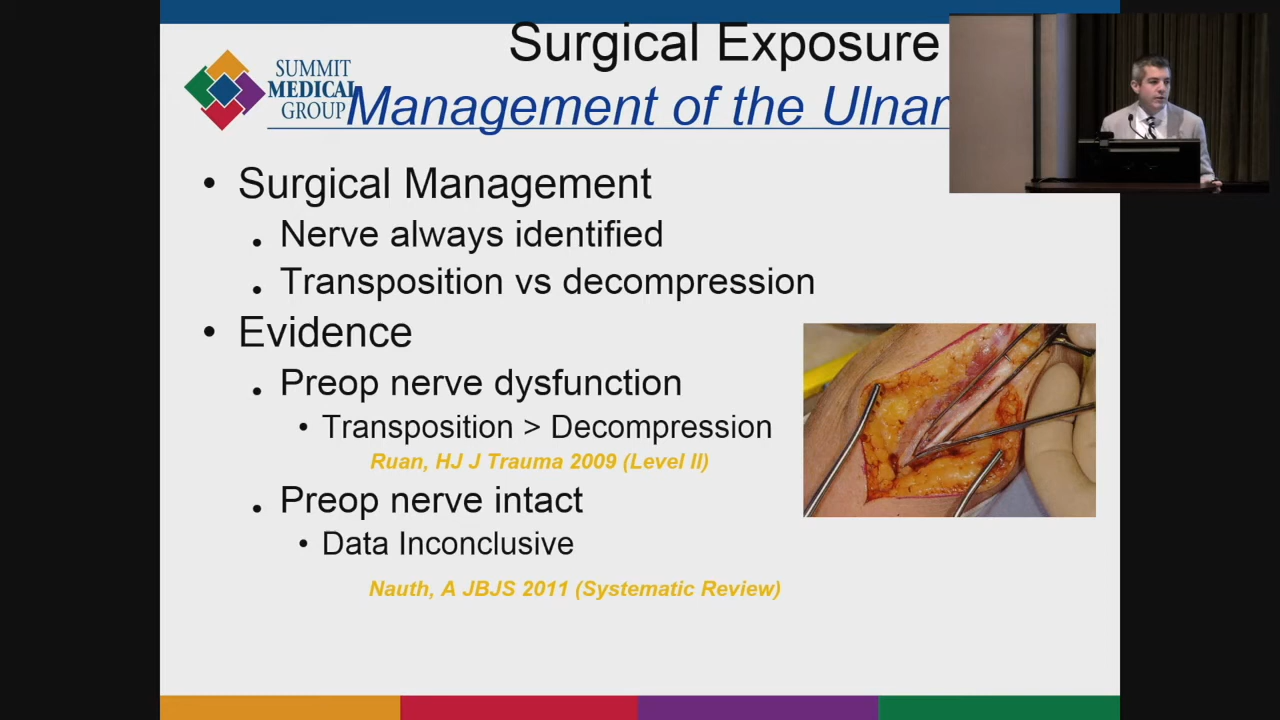 Surgical Exposure
SUMMIT
MEDICAL
GROUP
Management of the Ulnar
• Surgical Management
. Nerve always identified
. Transposition vs decompression
• Evidence
. Preop nerve dysfunction
• Transposition > Decompression
Ruan, HJ J Trauma 2009 (Level II)
. Preop nerve intact
• Data Inconclusive
Nauth, A JBJS 2011 (Systematic Review)